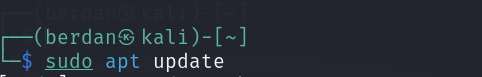 ┌──(berdan㉿kali)-[~]
└─$ sudo apt update